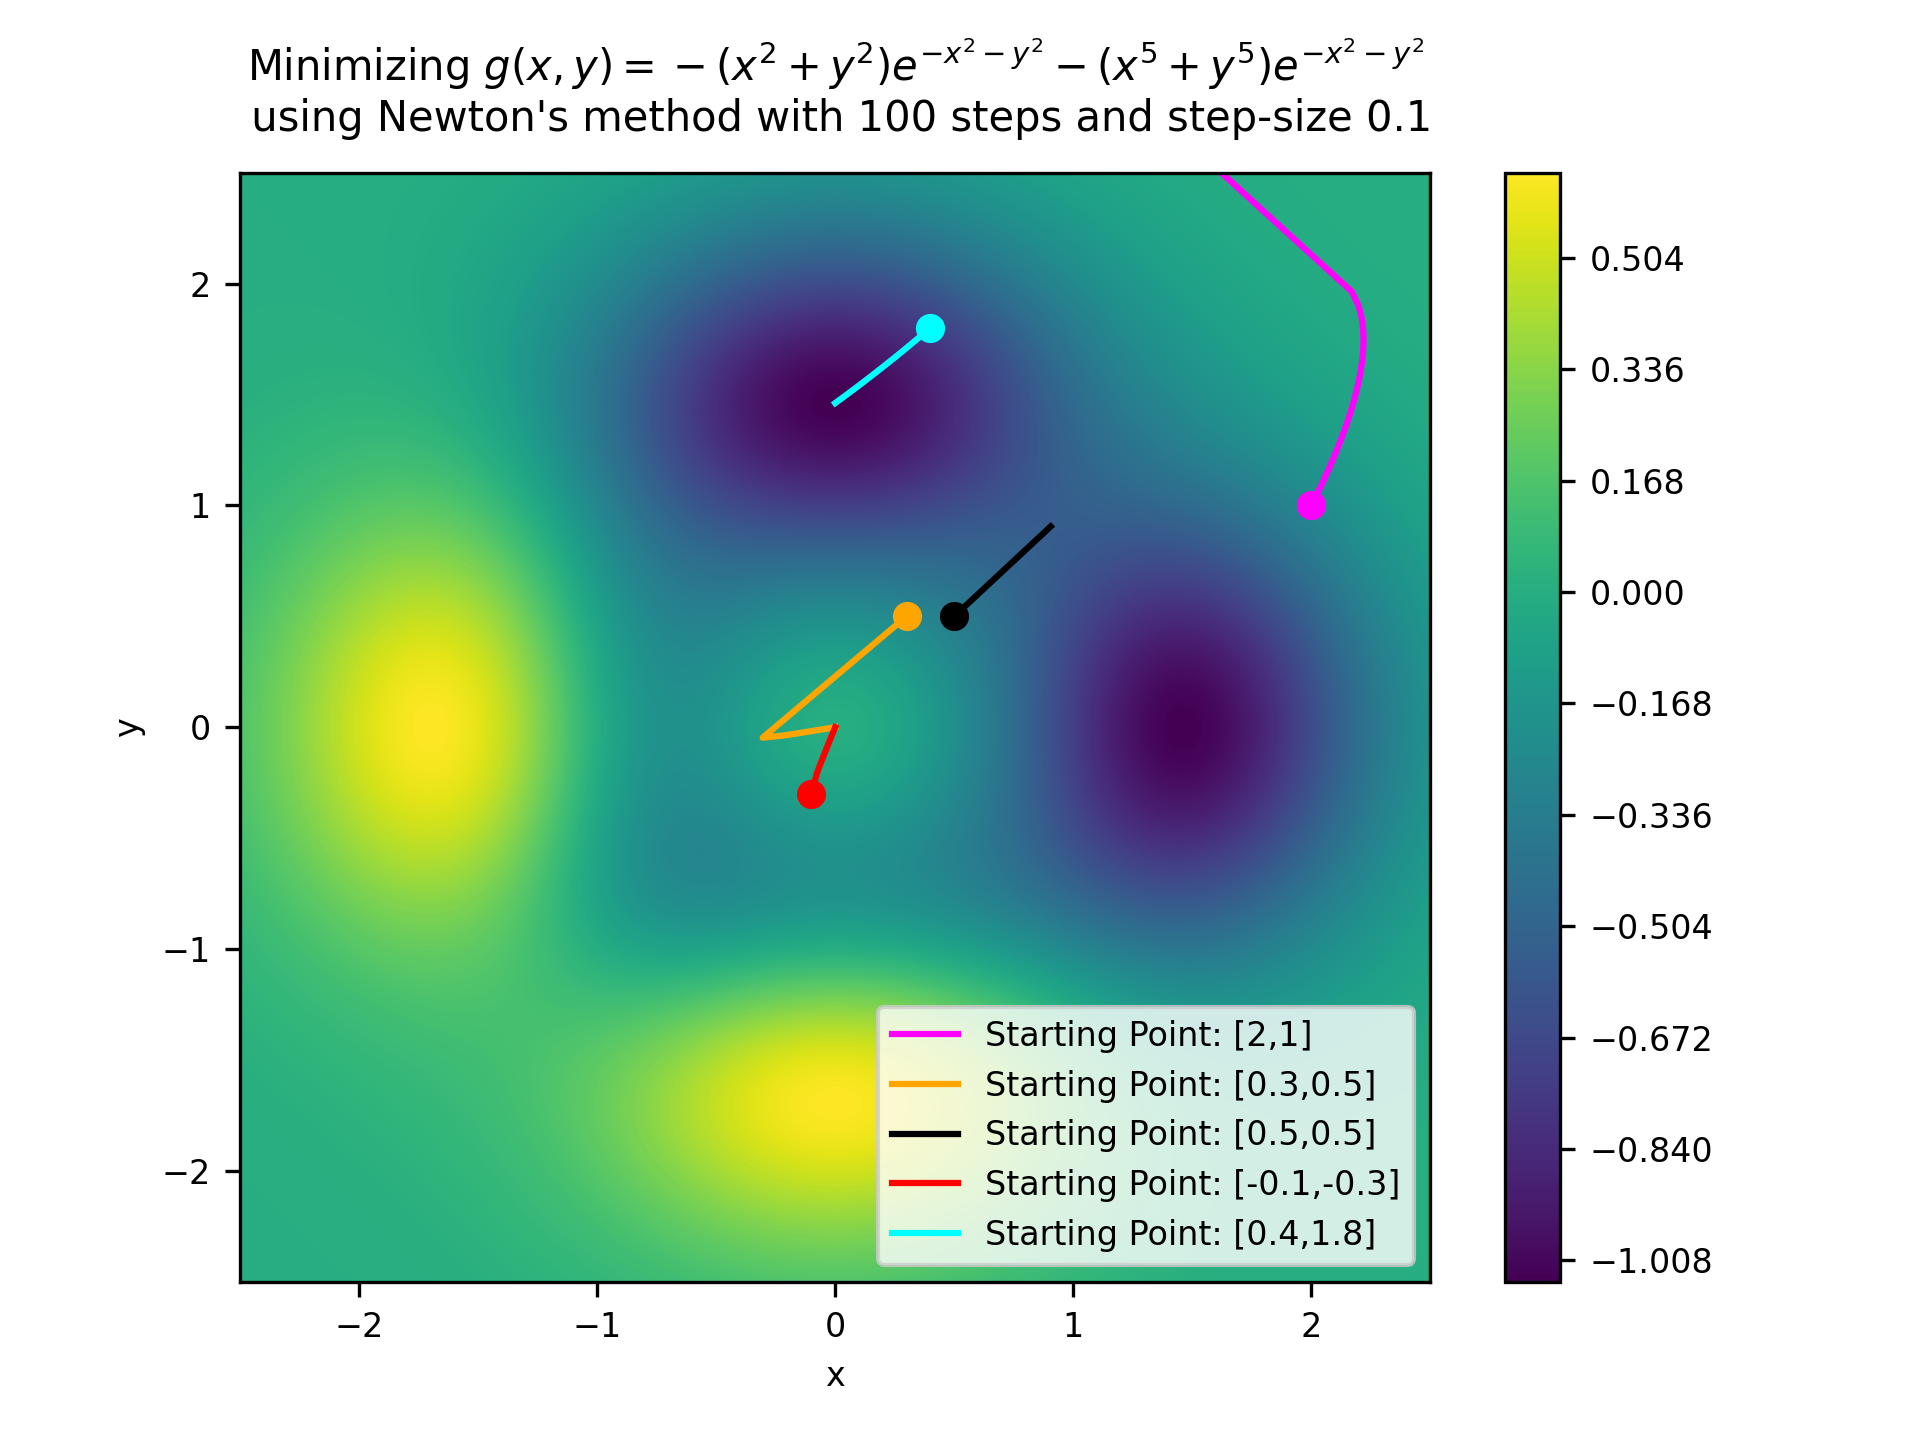 Minimizing g(x, y) = −(x² + y²)e^{−x² − y²} − (x⁵ + y⁵)e^{−x² − y²}
using Newton's method with 100 steps and step-size 0.1
2
1
0
−1
−2
y
−2
−1
0
1
2
x
Starting Point: [2,1]
Starting Point: [0.3,0.5]
Starting Point: [0.5,0.5]
Starting Point: [-0.1,-0.3]
Starting Point: [0.4,1.8]
0.504
0.336
0.168
0.000
−0.168
−0.336
−0.504
−0.672
−0.840
−1.008